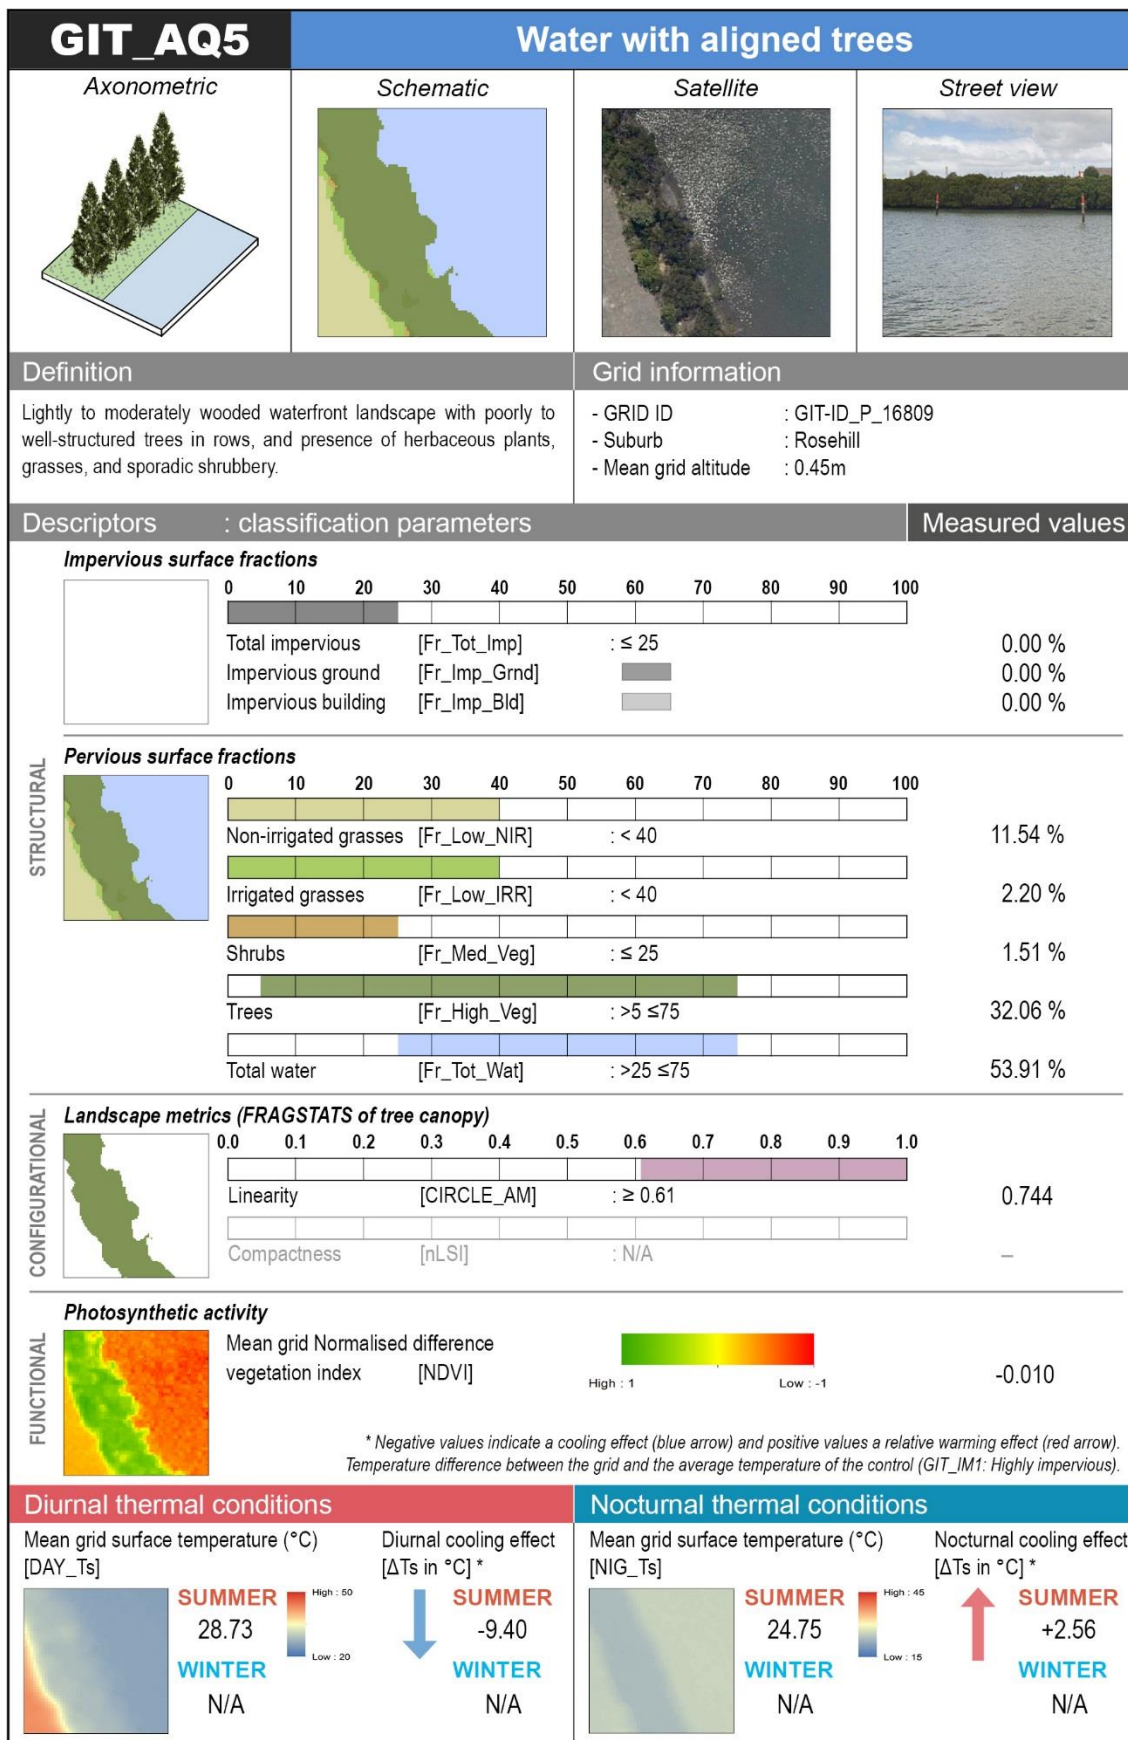 GIT_AQ5
Water with aligned trees
Axonometric
Schematic
Satellite
Street view
Definition
Lightly to moderately wooded waterfront landscape with poorly to
well-structured trees in rows, and presence of herbaceous plants,
grasses, and sporadic shrubbery.
Grid information
- GRID ID : GIT-ID_P_16809
- Suburb : Rosehill
- Mean grid altitude : 0.45m
Descriptors : classification parameters
Measured values
STRUCTURAL
Impervious surface fractions
0 10 20 30 40 50 60 70 80 90 100
Total impervious [Fr_Tot_Imp] : ≤ 25 0.00 %
Impervious ground [Fr_Imp_Grnd] 0.00 %
Impervious building [Fr_Imp_Bld] 0.00 %
Pervious surface fractions
0 10 20 30 40 50 60 70 80 90 100
Non-irrigated grasses [Fr_Low_NIR] : < 40 11.54 %
Irrigated grasses [Fr_Low_IRR] : < 40 2.20 %
Shrubs [Fr_Med_Veg] : ≤ 25 1.51 %
Trees [Fr_High_Veg] : >5 ≤75 32.06 %
Total water [Fr_Tot_Wat] : >25 ≤75 53.91 %
CONFIGURATIONAL
Landscape metrics (FRAGSTATS of tree canopy)
0.0 0.1 0.2 0.3 0.4 0.5 0.6 0.7 0.8 0.9 1.0
Linearity [CIRCLE_AM] : ≥ 0.61 0.744
Compactness [nLSI] : N/A –
FUNCTIONAL
Photosynthetic activity
Mean grid Normalised difference
vegetation index [NDVI] -0.010
High : 1 Low : -1
* Negative values indicate a cooling effect (blue arrow) and positive values a relative warming effect (red arrow).
Temperature difference between the grid and the average temperature of the control (GIT_IM1: Highly impervious).
Diurnal thermal conditions
Mean grid surface temperature (°C)
[DAY_Ts]
SUMMER
28.73
WINTER
N/A
High : 50
Low : 20
Diurnal cooling effect
[ΔTs in °C] *
SUMMER
-9.40
WINTER
N/A
Nocturnal thermal conditions
Mean grid surface temperature (°C)
[NIG_Ts]
SUMMER
24.75
WINTER
N/A
High : 45
Low : 15
Nocturnal cooling effect
[ΔTs in °C] *
SUMMER
+2.56
WINTER
N/A